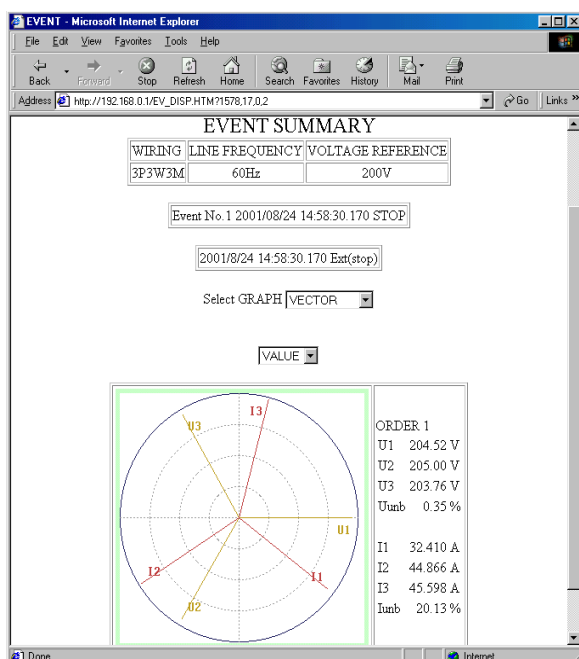 EVENT - Microsoft Internet Explorer
File Edit View Favorites Tools Help
Back Forward Stop Refresh Home Search Favorites History Mail Print
Address http://192.168.0.1/EV_DISP.HTM?1578,17,0,2 Go Links »
EVENT SUMMARY
WIRING LINE FREQUENCY VOLTAGE REFERENCE
3P3W3M 60Hz 200V
Event No.1 2001/08/24 14:58:30.170 STOP
2001/8/24 14:58:30.170 Ext(stop)
Select GRAPH VECTOR
VALUE
I3
U3
U1
I2
I1
U2
ORDER 1
U1 204.52 V
U2 205.00 V
U3 203.76 V
Uunb 0.35 %
I1 32.410 A
I2 44.866 A
I3 45.598 A
Iunb 20.13 %
Done Internet